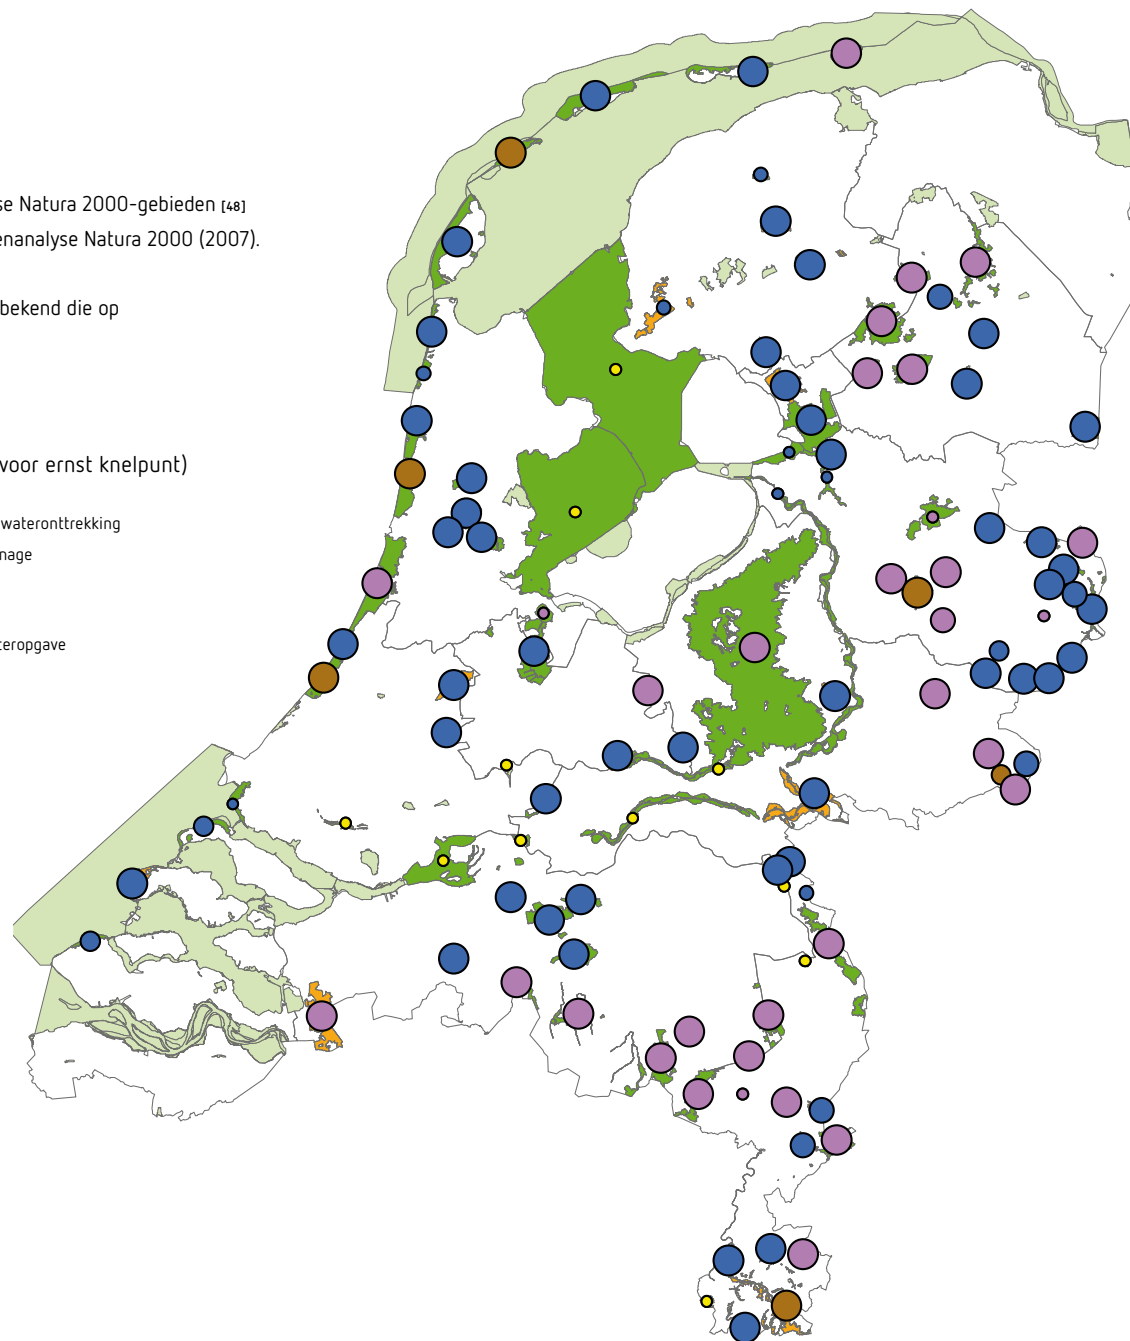 se Natura 2000-gebieden [48]
enanalyse Natura 2000 (2007).
bekend die op
voor ernst knelpunt)
wateronttrekking
nage
teropgave